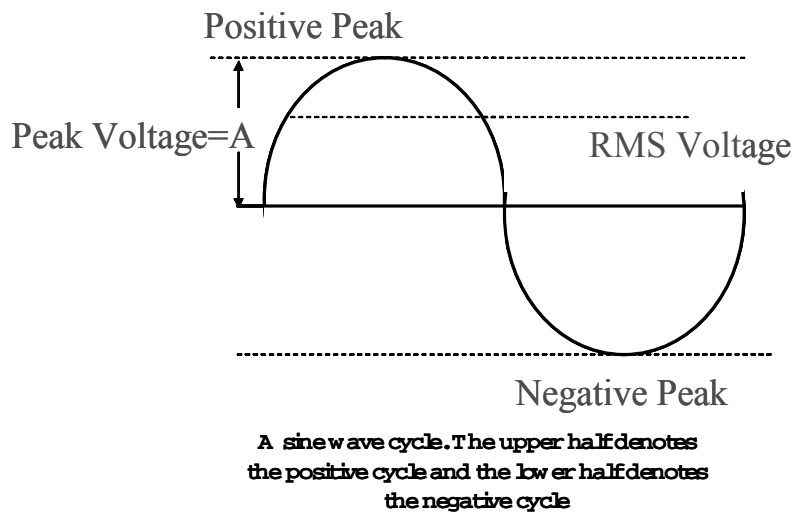 Positive Peak
Peak Voltage=A
RMS Voltage
Negative Peak
A sine wave cycle. The upper half denotes
the positive cycle and the lower half denotes
the negative cycle